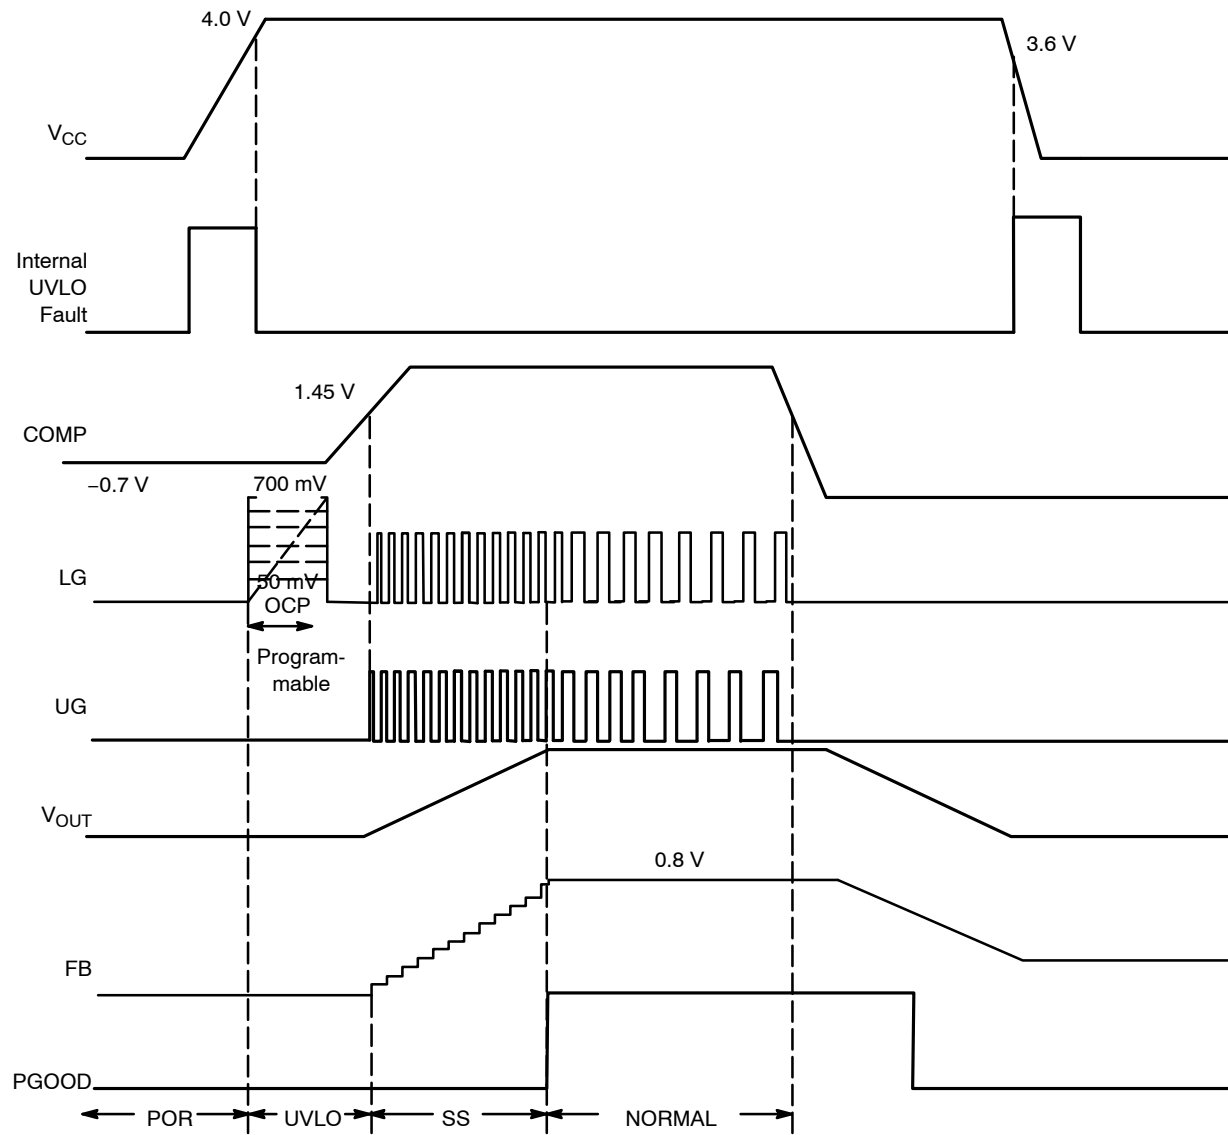 4.0 V
3.6 V
VCC
Internal
UVLO
Fault
1.45 V
COMP
−0.7 V
700 mV
LG
50 mV
OCP
Program-
mable
UG
VOUT
0.8 V
FB
PGOOD
POR
UVLO
SS
NORMAL